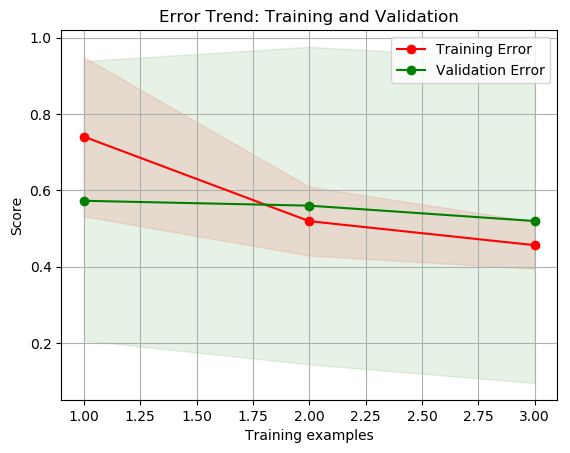 Error Trend: Training and Validation
1.0
0.8
0.6
0.4
0.2
Score
Training Error
Validation Error
1.00 1.25 1.50 1.75 2.00 2.25 2.50 2.75 3.00
Training examples